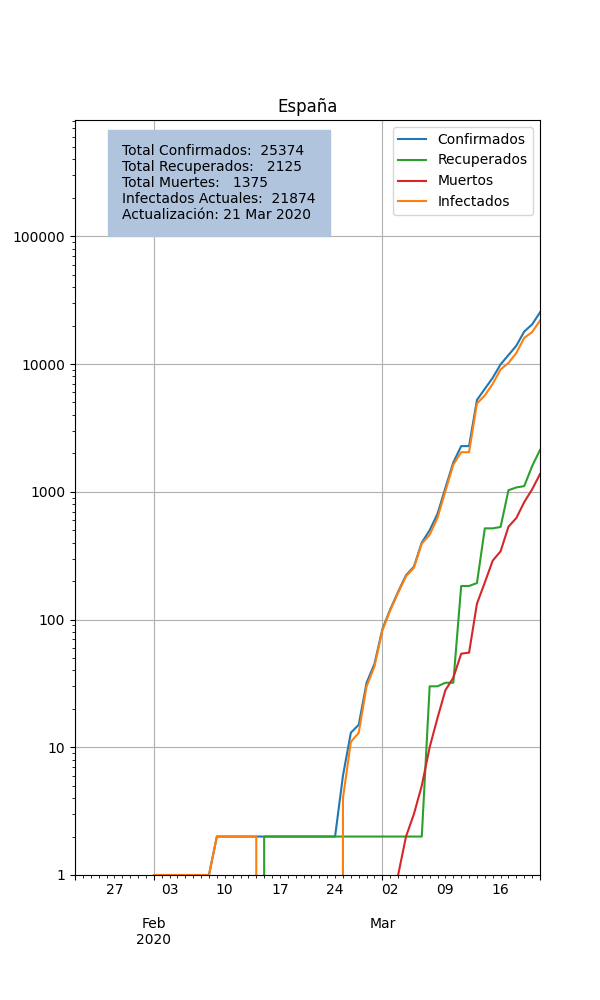 España
Total Confirmados: 25374
Total Recuperados: 2125
Total Muertes: 1375
Infectados Actuales: 21874
Actualización: 21 Mar 2020
Confirmados
Recuperados
Muertos
Infectados
100000
10000
1000
100
10
1
27 03 10 17 24 02 09 16
Feb Mar
2020